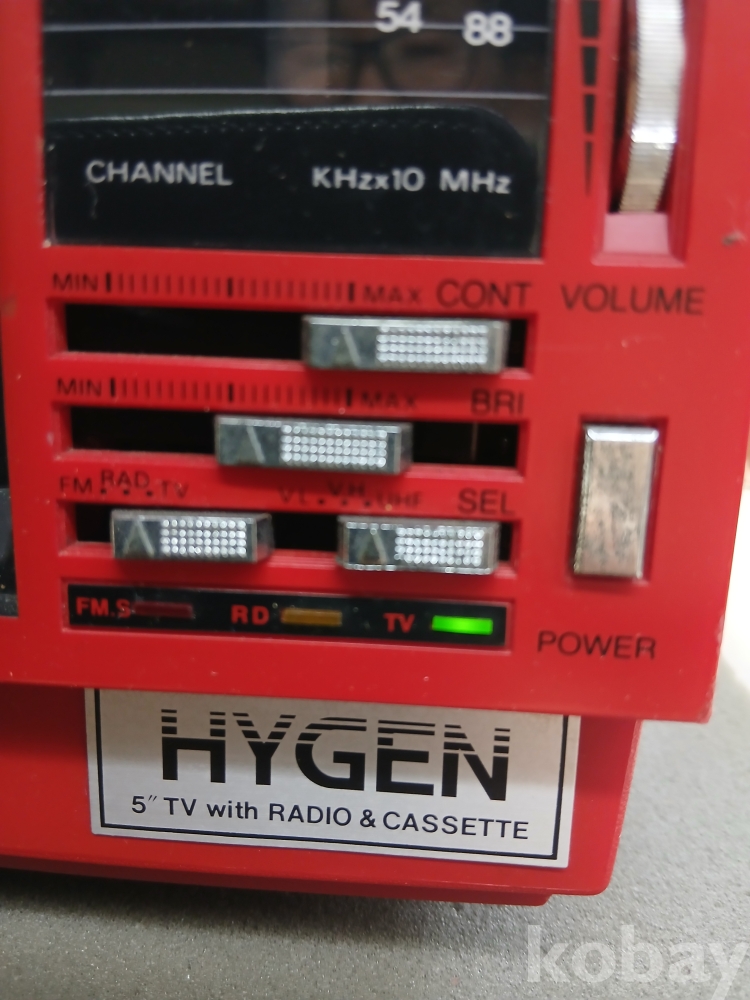 54 88
CHANNEL KHzx10 MHz
MIN MAX CONT VOLUME
MIN MAX BRI
FM. RAD TV VL VH UHF SEL
FM.S RD TV
POWER
HYGEN
5" TV with RADIO & CASSETTE
kobay